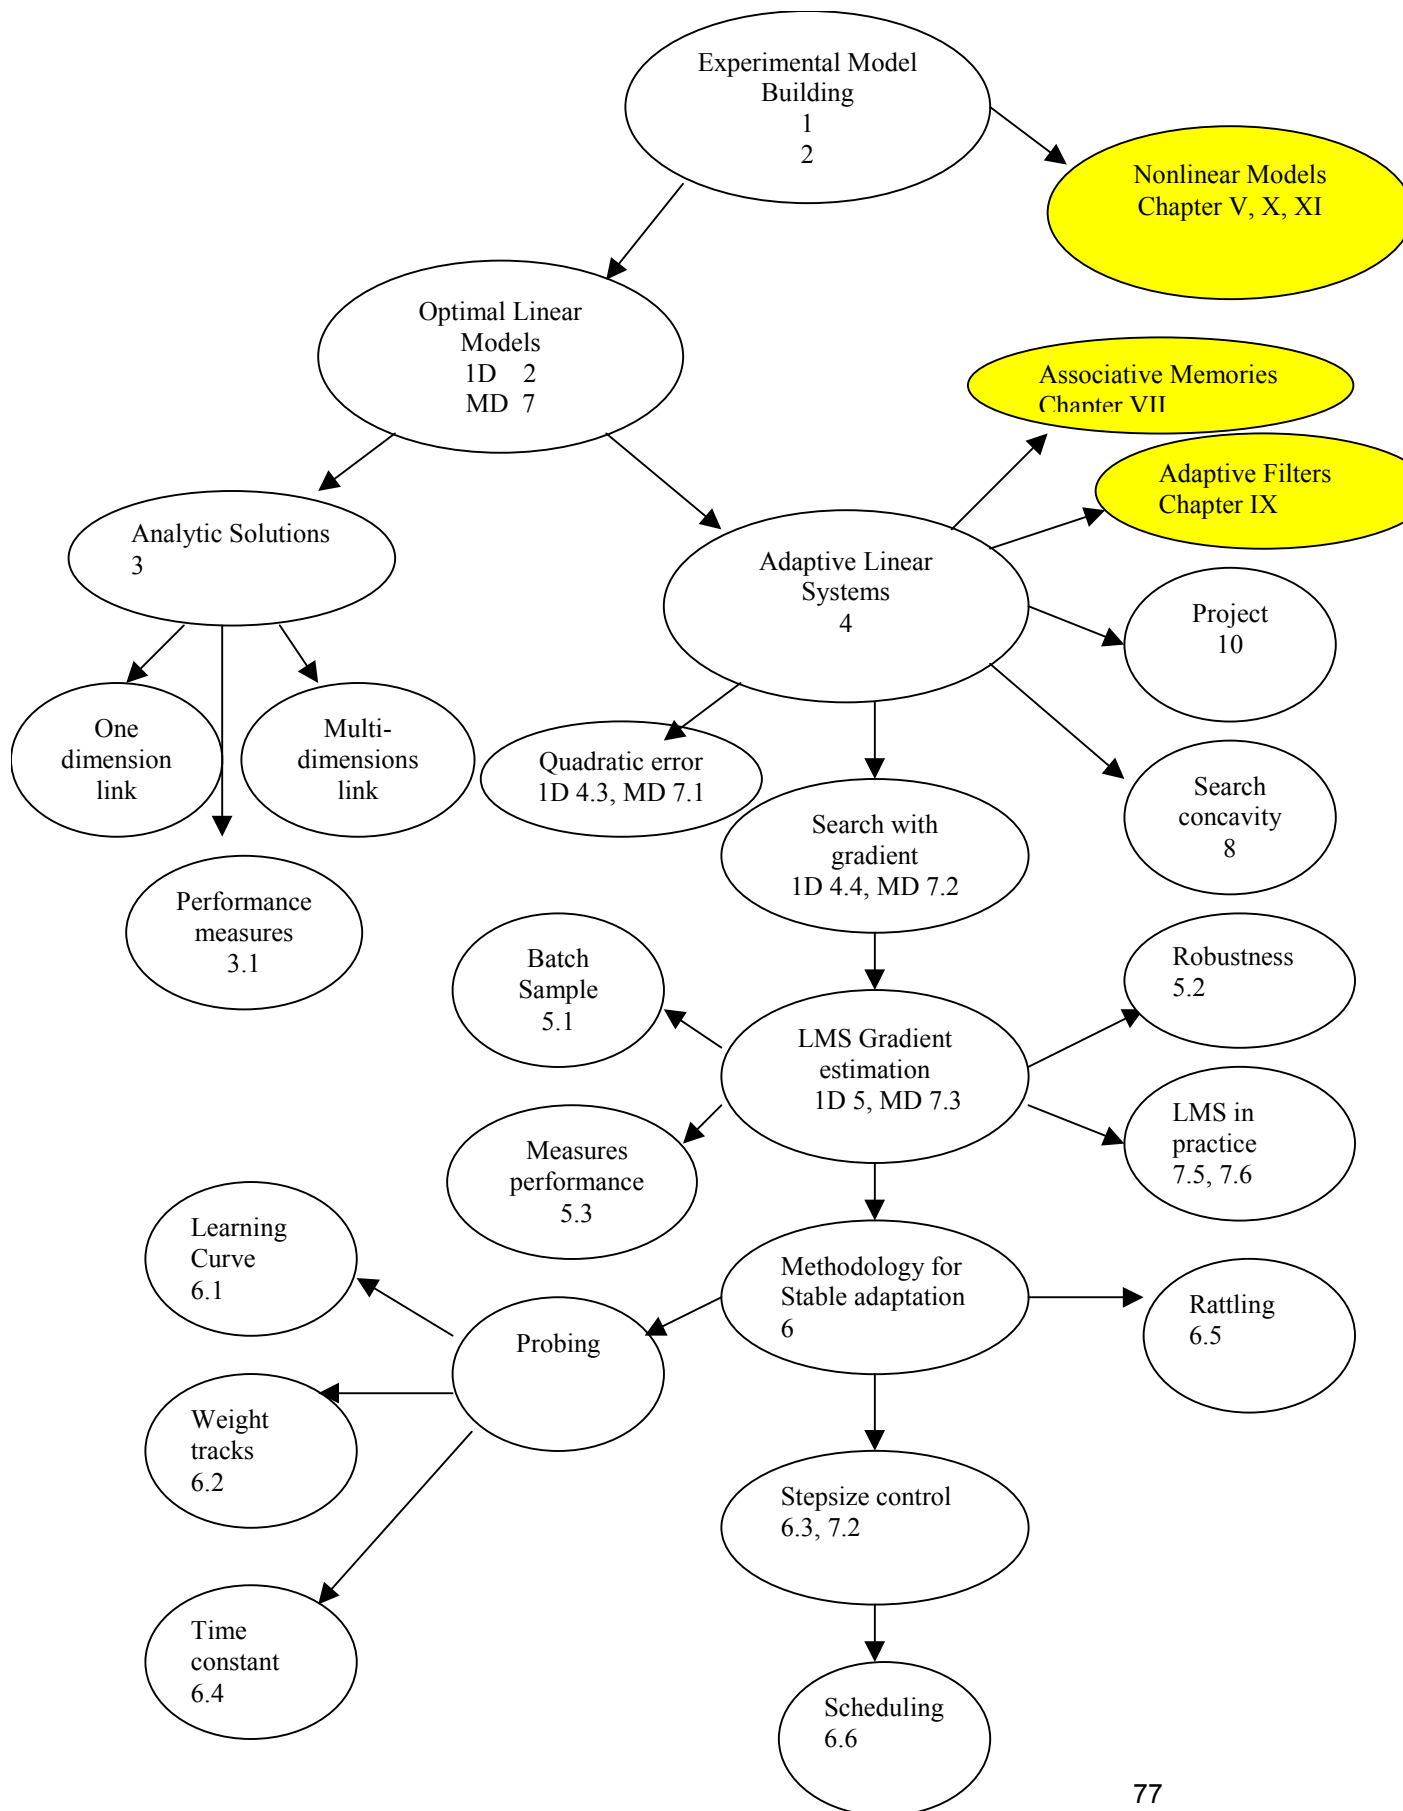 Experimental Model
Building
1
2
Nonlinear Models
Chapter V, X, XI
Optimal Linear
Models
1D 2
MD 7
Associative Memories
Chapter VII
Adaptive Filters
Chapter IX
Analytic Solutions
3
Adaptive Linear
Systems
4
Project
10
One
dimension
link
Multi-
dimensions
link
Quadratic error
1D 4.3, MD 7.1
Search
concavity
8
Search with
gradient
1D 4.4, MD 7.2
Performance
measures
3.1
Batch
Sample
5.1
Robustness
5.2
LMS Gradient
estimation
1D 5, MD 7.3
LMS in
practice
7.5, 7.6
Measures
performance
5.3
Learning
Curve
6.1
Methodology for
Stable adaptation
6
Rattling
6.5
Probing
Weight
tracks
6.2
Stepsize control
6.3, 7.2
Time
constant
6.4
Scheduling
6.6
77